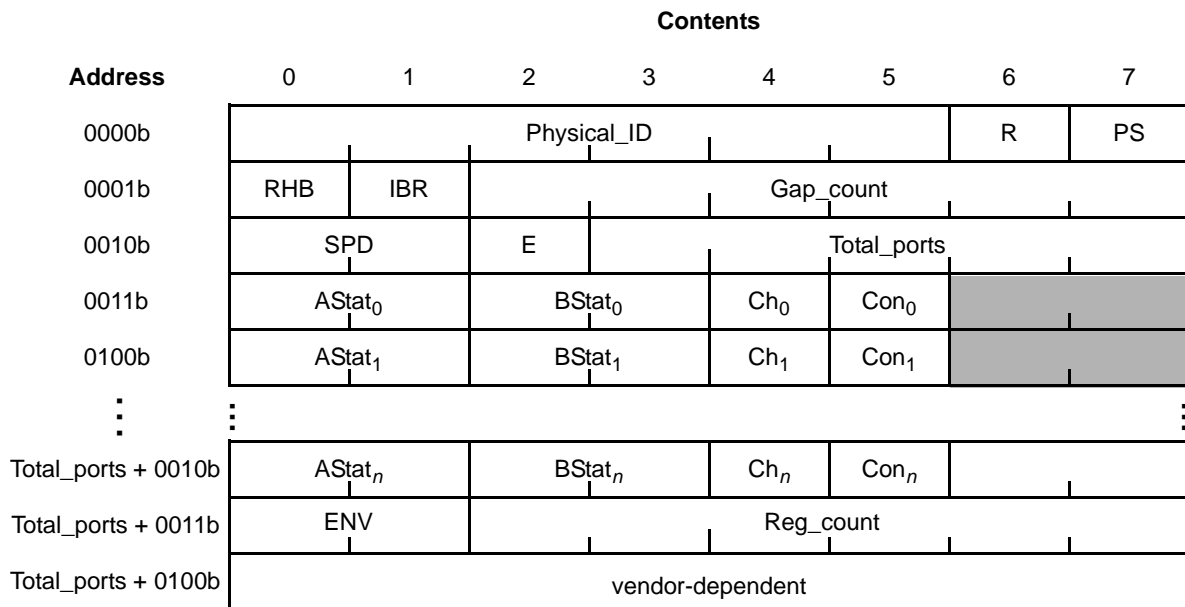 Contents
Address 0 1 2 3 4 5 6 7
0000b Physical_ID R PS
0001b RHB IBR Gap_count
0010b SPD E Total_ports
0011b AStat0 BStat0 Ch0 Con0
0100b AStat1 BStat1 Ch1 Con1
Total_ports + 0010b AStatn BStatn Chn Conn
Total_ports + 0011b ENV Reg_count
Total_ports + 0100b vendor-dependent